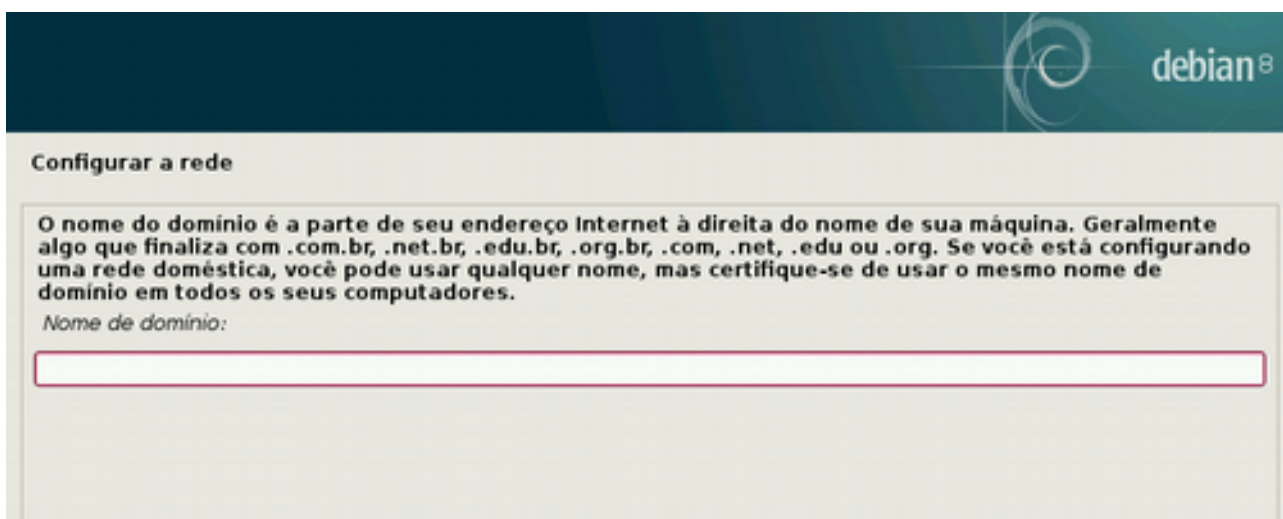 debian 8
Configurar a rede
O nome do domínio é a parte de seu endereço Internet à direita do nome de sua máquina. Geralmente
algo que finaliza com .com.br, .net.br, .edu.br, .org.br, .com, .net, .edu ou .org. Se você está configurando
uma rede doméstica, você pode usar qualquer nome, mas certifique-se de usar o mesmo nome de
domínio em todos os seus computadores.
Nome de domínio: